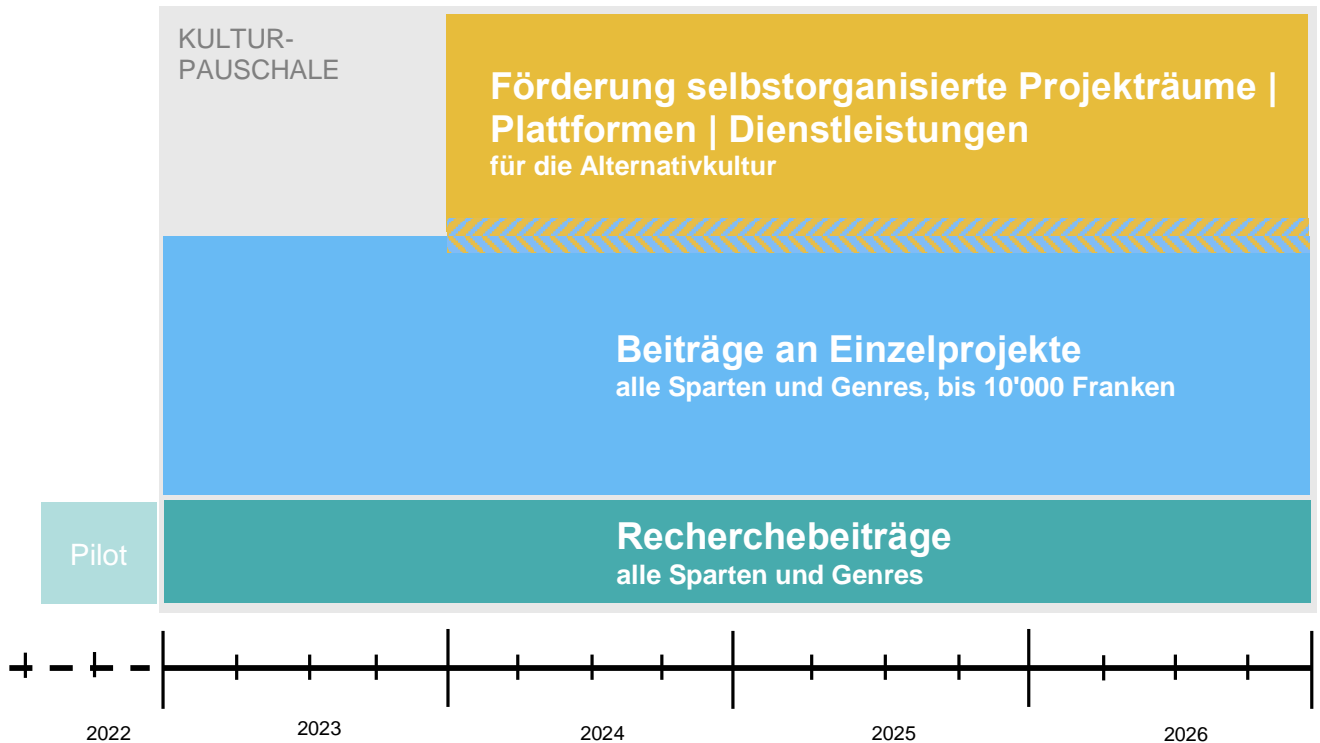 KULTUR-
PAUSCHALE
Förderung selbstorganisierte Projekträume |
Plattformen | Dienstleistungen
für die Alternativkultur
Beiträge an Einzelprojekte
alle Sparten und Genres, bis 10'000 Franken
Pilot
Recherchebeiträge
alle Sparten und Genres
2022
2023
2024
2025
2026